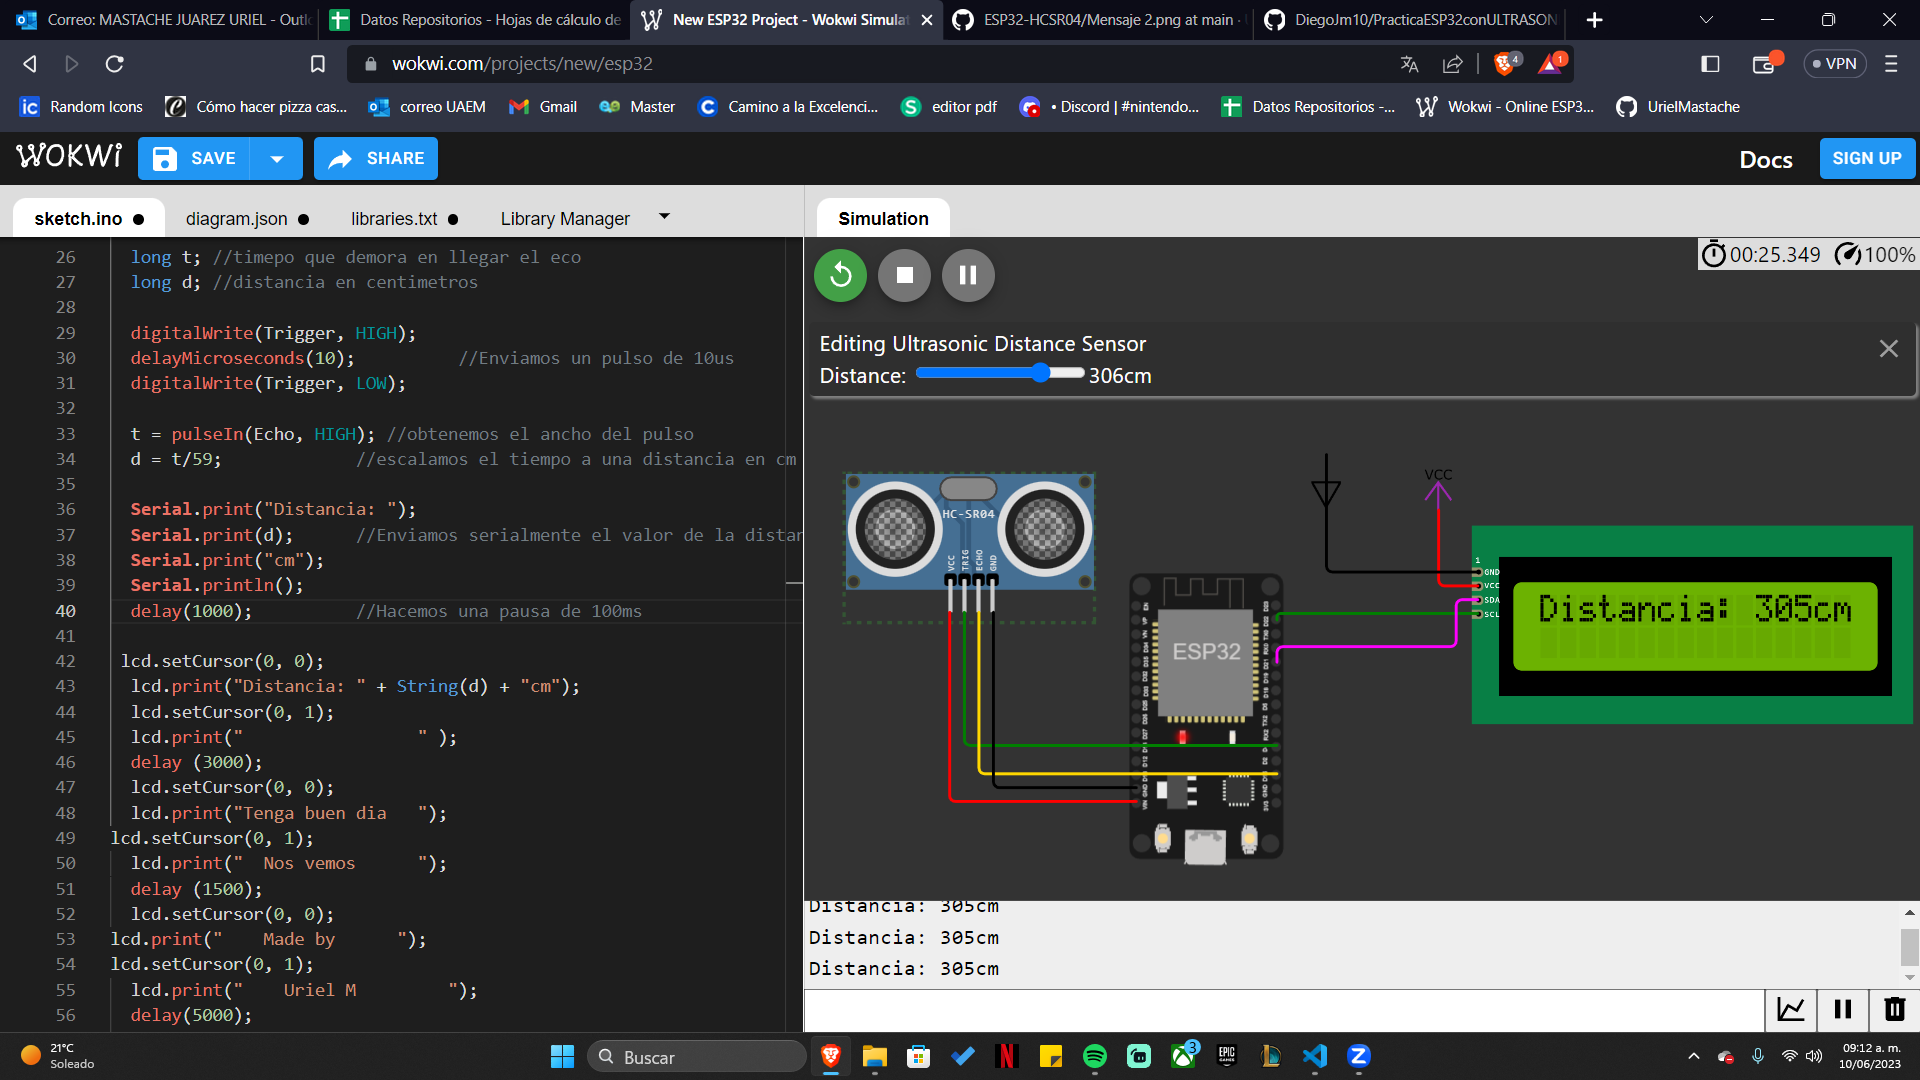 Correo: MASTACHE JUAREZ URIEL - Outlo
Datos Repositorios - Hojas de cálculo de
New ESP32 Project - Wokwi Simulat
ESP32-HCSR04/Mensaje 2.png at main ·
DiegoJm10/PracticaESP32conULTRASON
wokwi.com/projects/new/esp32
4
1
VPN
Random Icons
Cómo hacer pizza cas...
correo UAEM
Gmail
Master
Camino a la Excelenci...
editor pdf
• Discord | #nintendo...
Datos Repositorios -...
Wokwi - Online ESP3...
UrielMastache
WOKWi
SAVE
SHARE
Docs
SIGN UP
sketch.ino
diagram.json
libraries.txt
Library Manager
Simulation
26 long t; //timepo que demora en llegar el eco
27 long d; //distancia en centimetros
28
29 digitalWrite(Trigger, HIGH);
30 delayMicroseconds(10); //Enviamos un pulso de 10us
31 digitalWrite(Trigger, LOW);
32
33 t = pulseIn(Echo, HIGH); //obtenemos el ancho del pulso
34 d = t/59; //escalamos el tiempo a una distancia en cm
35
36 Serial.print("Distancia: ");
37 Serial.print(d); //Enviamos serialmente el valor de la distan
38 Serial.print("cm");
39 Serial.println();
40 delay(1000); //Hacemos una pausa de 100ms
41
42 lcd.setCursor(0, 0);
43 lcd.print("Distancia: " + String(d) + "cm");
44 lcd.setCursor(0, 1);
45 lcd.print("                 " );
46 delay (3000);
47 lcd.setCursor(0, 0);
48 lcd.print("Tenga buen dia   ");
49 lcd.setCursor(0, 1);
50 lcd.print("  Nos vemos      ");
51 delay (1500);
52 lcd.setCursor(0, 0);
53 lcd.print("    Made by      ");
54 lcd.setCursor(0, 1);
55 lcd.print("    Uriel M         ");
56 delay(5000);
00:25.349
100%
Editing Ultrasonic Distance Sensor
Distance: 306cm
HC-SR04
VCC
TRIG
ECHO
GND
ESP32
VCC
1
GND
VCC
SDA
SCL
Distancia: 305cm
Distancia: 305cm
Distancia: 305cm
Distancia: 305cm
21°C
Soleado
Buscar
3
EPIC
GAMES
09:12 a. m.
10/06/2023